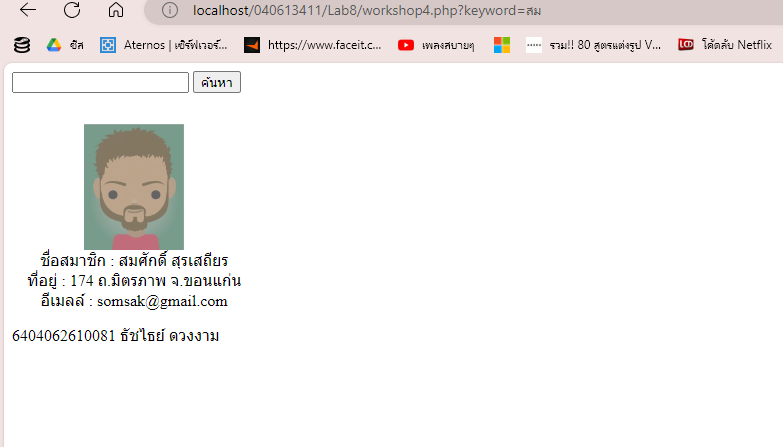 localhost/040613411/Lab8/workshop4.php?keyword=สม
ชิส
Aternos | เซิร์ฟเวอร์...
https://www.faceit.c...
เพลงสบายๆ
รวม!! 80 สูตรแต่งรูป V...
LCD
โค้ดลับ Netflix
ค้นหา
ชื่อสมาชิก : สมศักดิ์ สุรเสถียร
ที่อยู่ : 174 ถ.มิตรภาพ จ.ขอนแก่น
อีเมลล์ : somsak@gmail.com
6404062610081 ธัชไธย์ ดวงงาม